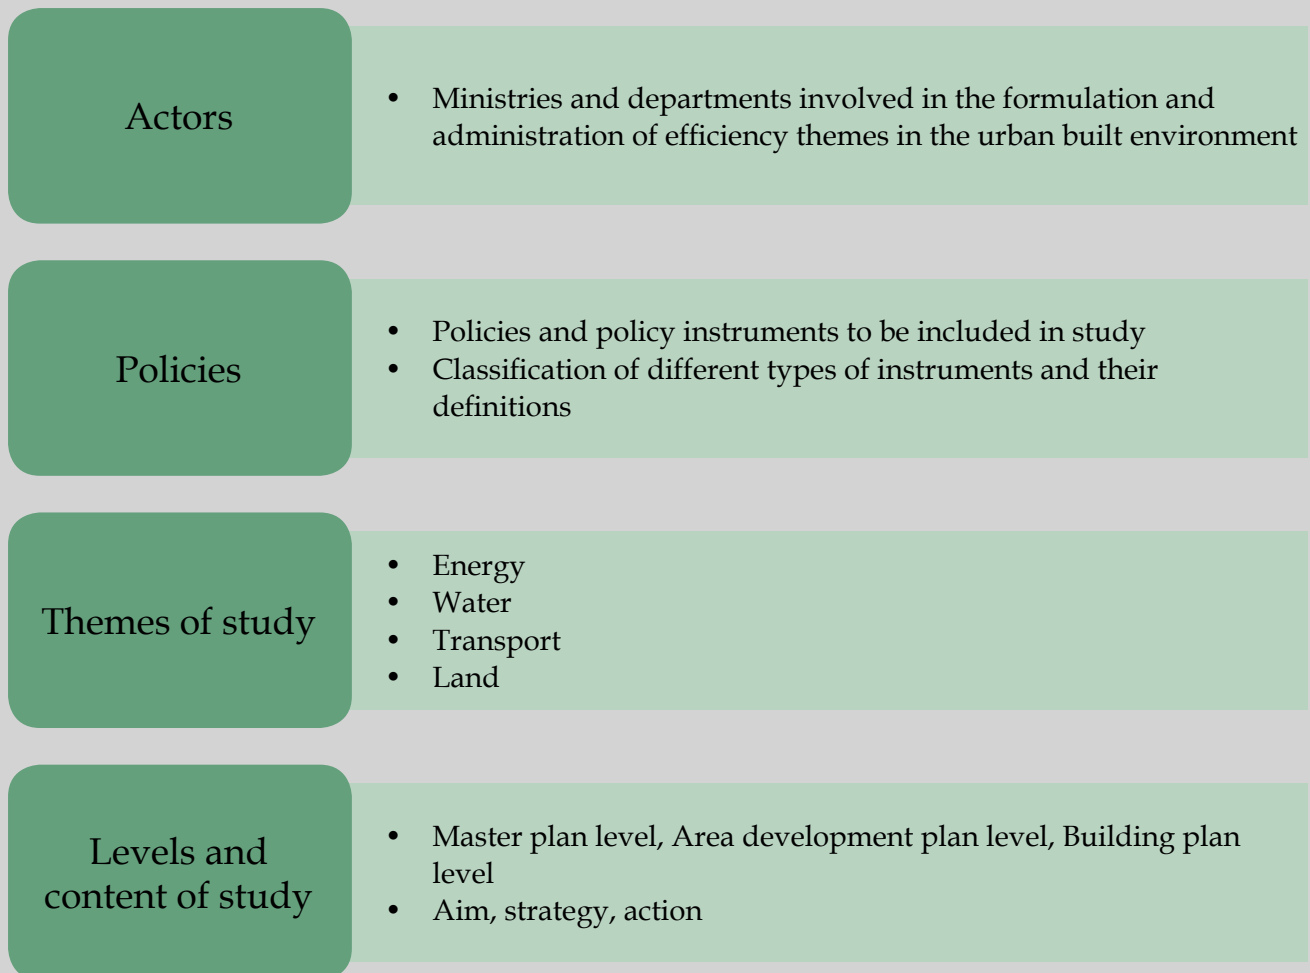 Actors
• Ministries and departments involved in the formulation and
administration of efficiency themes in the urban built environment
Policies
• Policies and policy instruments to be included in study
• Classification of different types of instruments and their
definitions
Themes of study
• Energy
• Water
• Transport
• Land
Levels and
content of study
• Master plan level, Area development plan level, Building plan
level
• Aim, strategy, action